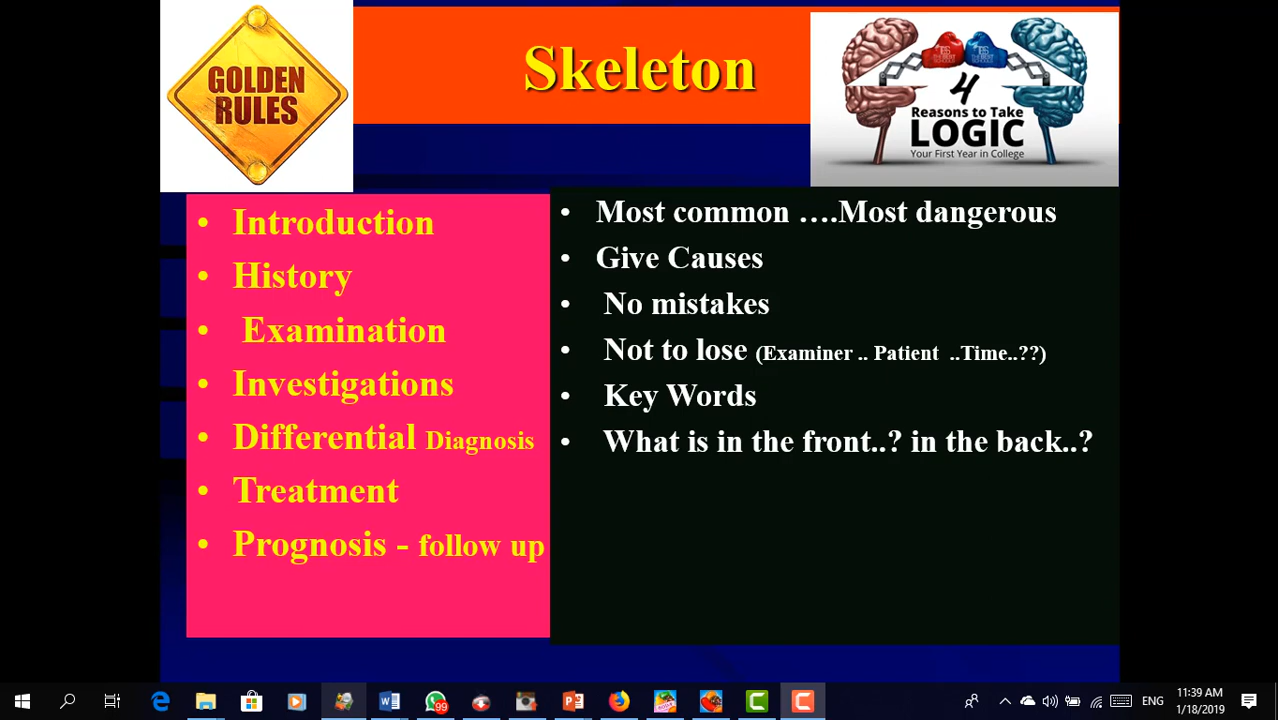 GOLDEN
RULES
Skeleton
4
Reasons to Take
LOGIC
Your First Year in College
• Introduction
• History
• Examination
• Investigations
• Differential Diagnosis
• Treatment
• Prognosis - follow up
• Most common ….Most dangerous
• Give Causes
• No mistakes
• Not to lose (Examiner .. Patient ..Time..??)
• Key Words
• What is in the front..? in the back..?
99
ENG
11:39 AM
1/18/2019